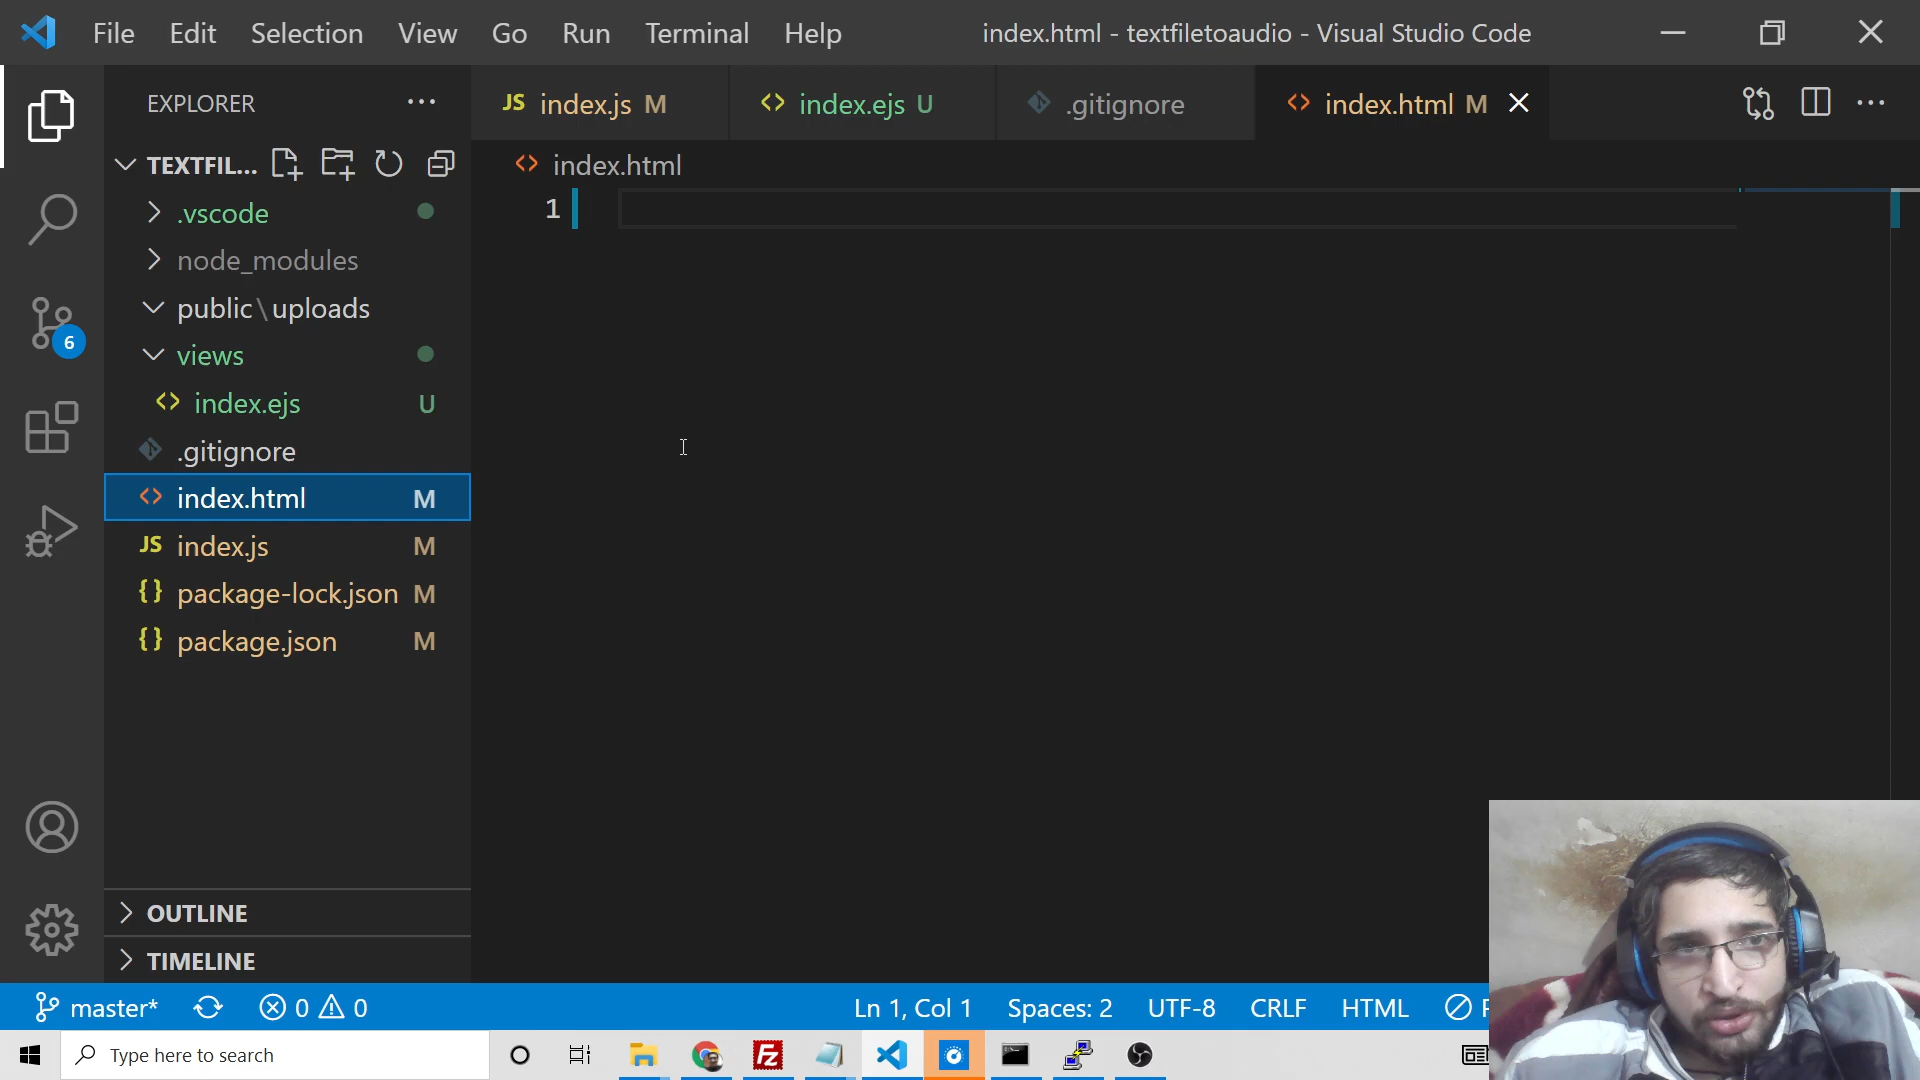 File Edit Selection View Go Run Terminal Help index.html - textfiletoaudio - Visual Studio Code
EXPLORER ···
JS index.js M
<> index.ejs U
.gitignore
<> index.html M
TEXTFIL...
<> index.html
1
.vscode
node_modules
public\uploads
views
<> index.ejs U
.gitignore
<> index.html M
JS index.js M
{} package-lock.json M
{} package.json M
6
OUTLINE
TIMELINE
master* 0 0 Ln 1, Col 1 Spaces: 2 UTF-8 CRLF HTML P
Type here to search
Fz